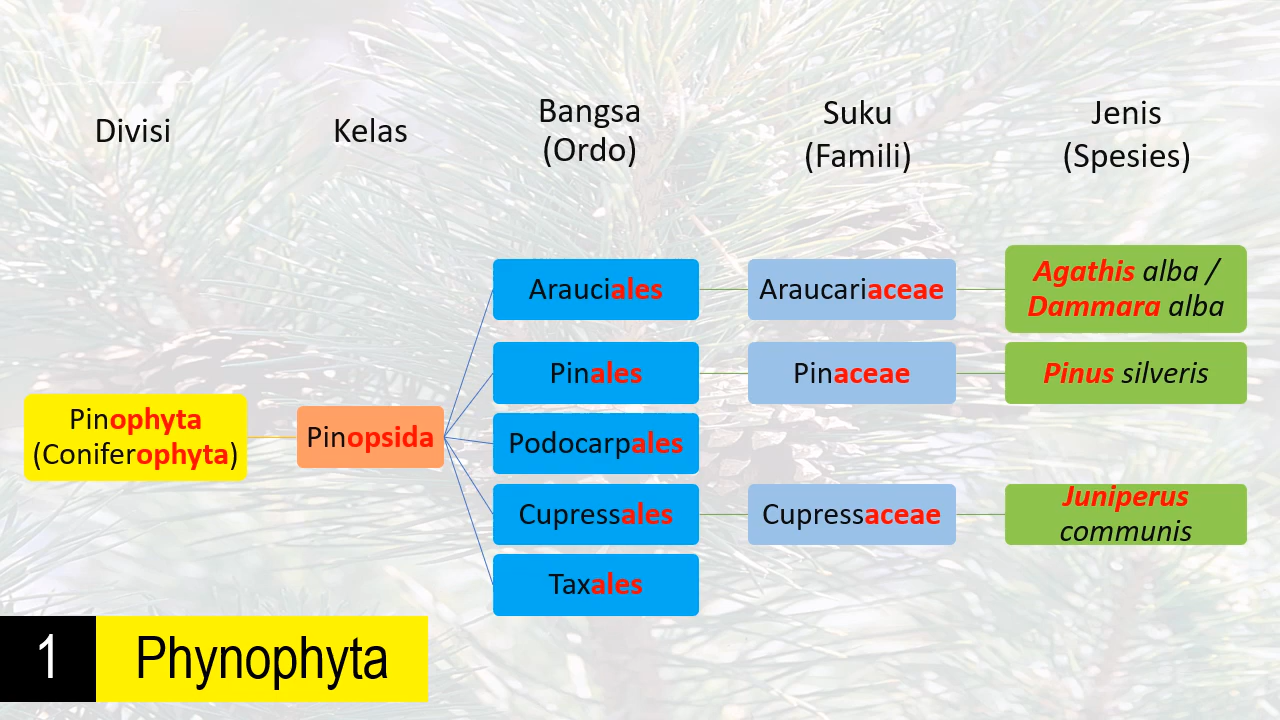 Divisi
Kelas
Bangsa
(Ordo)
Suku
(Famili)
Jenis
(Spesies)
Pinophyta
(Coniferophyta)
Pinopsida
Arauciales
Araucariaceae
Agathis alba /
Dammara alba
Pinales
Pinaceae
Pinus silveris
Podocarpales
Cupressales
Cupressaceae
Juniperus
communis
Taxales
1
Phynophyta